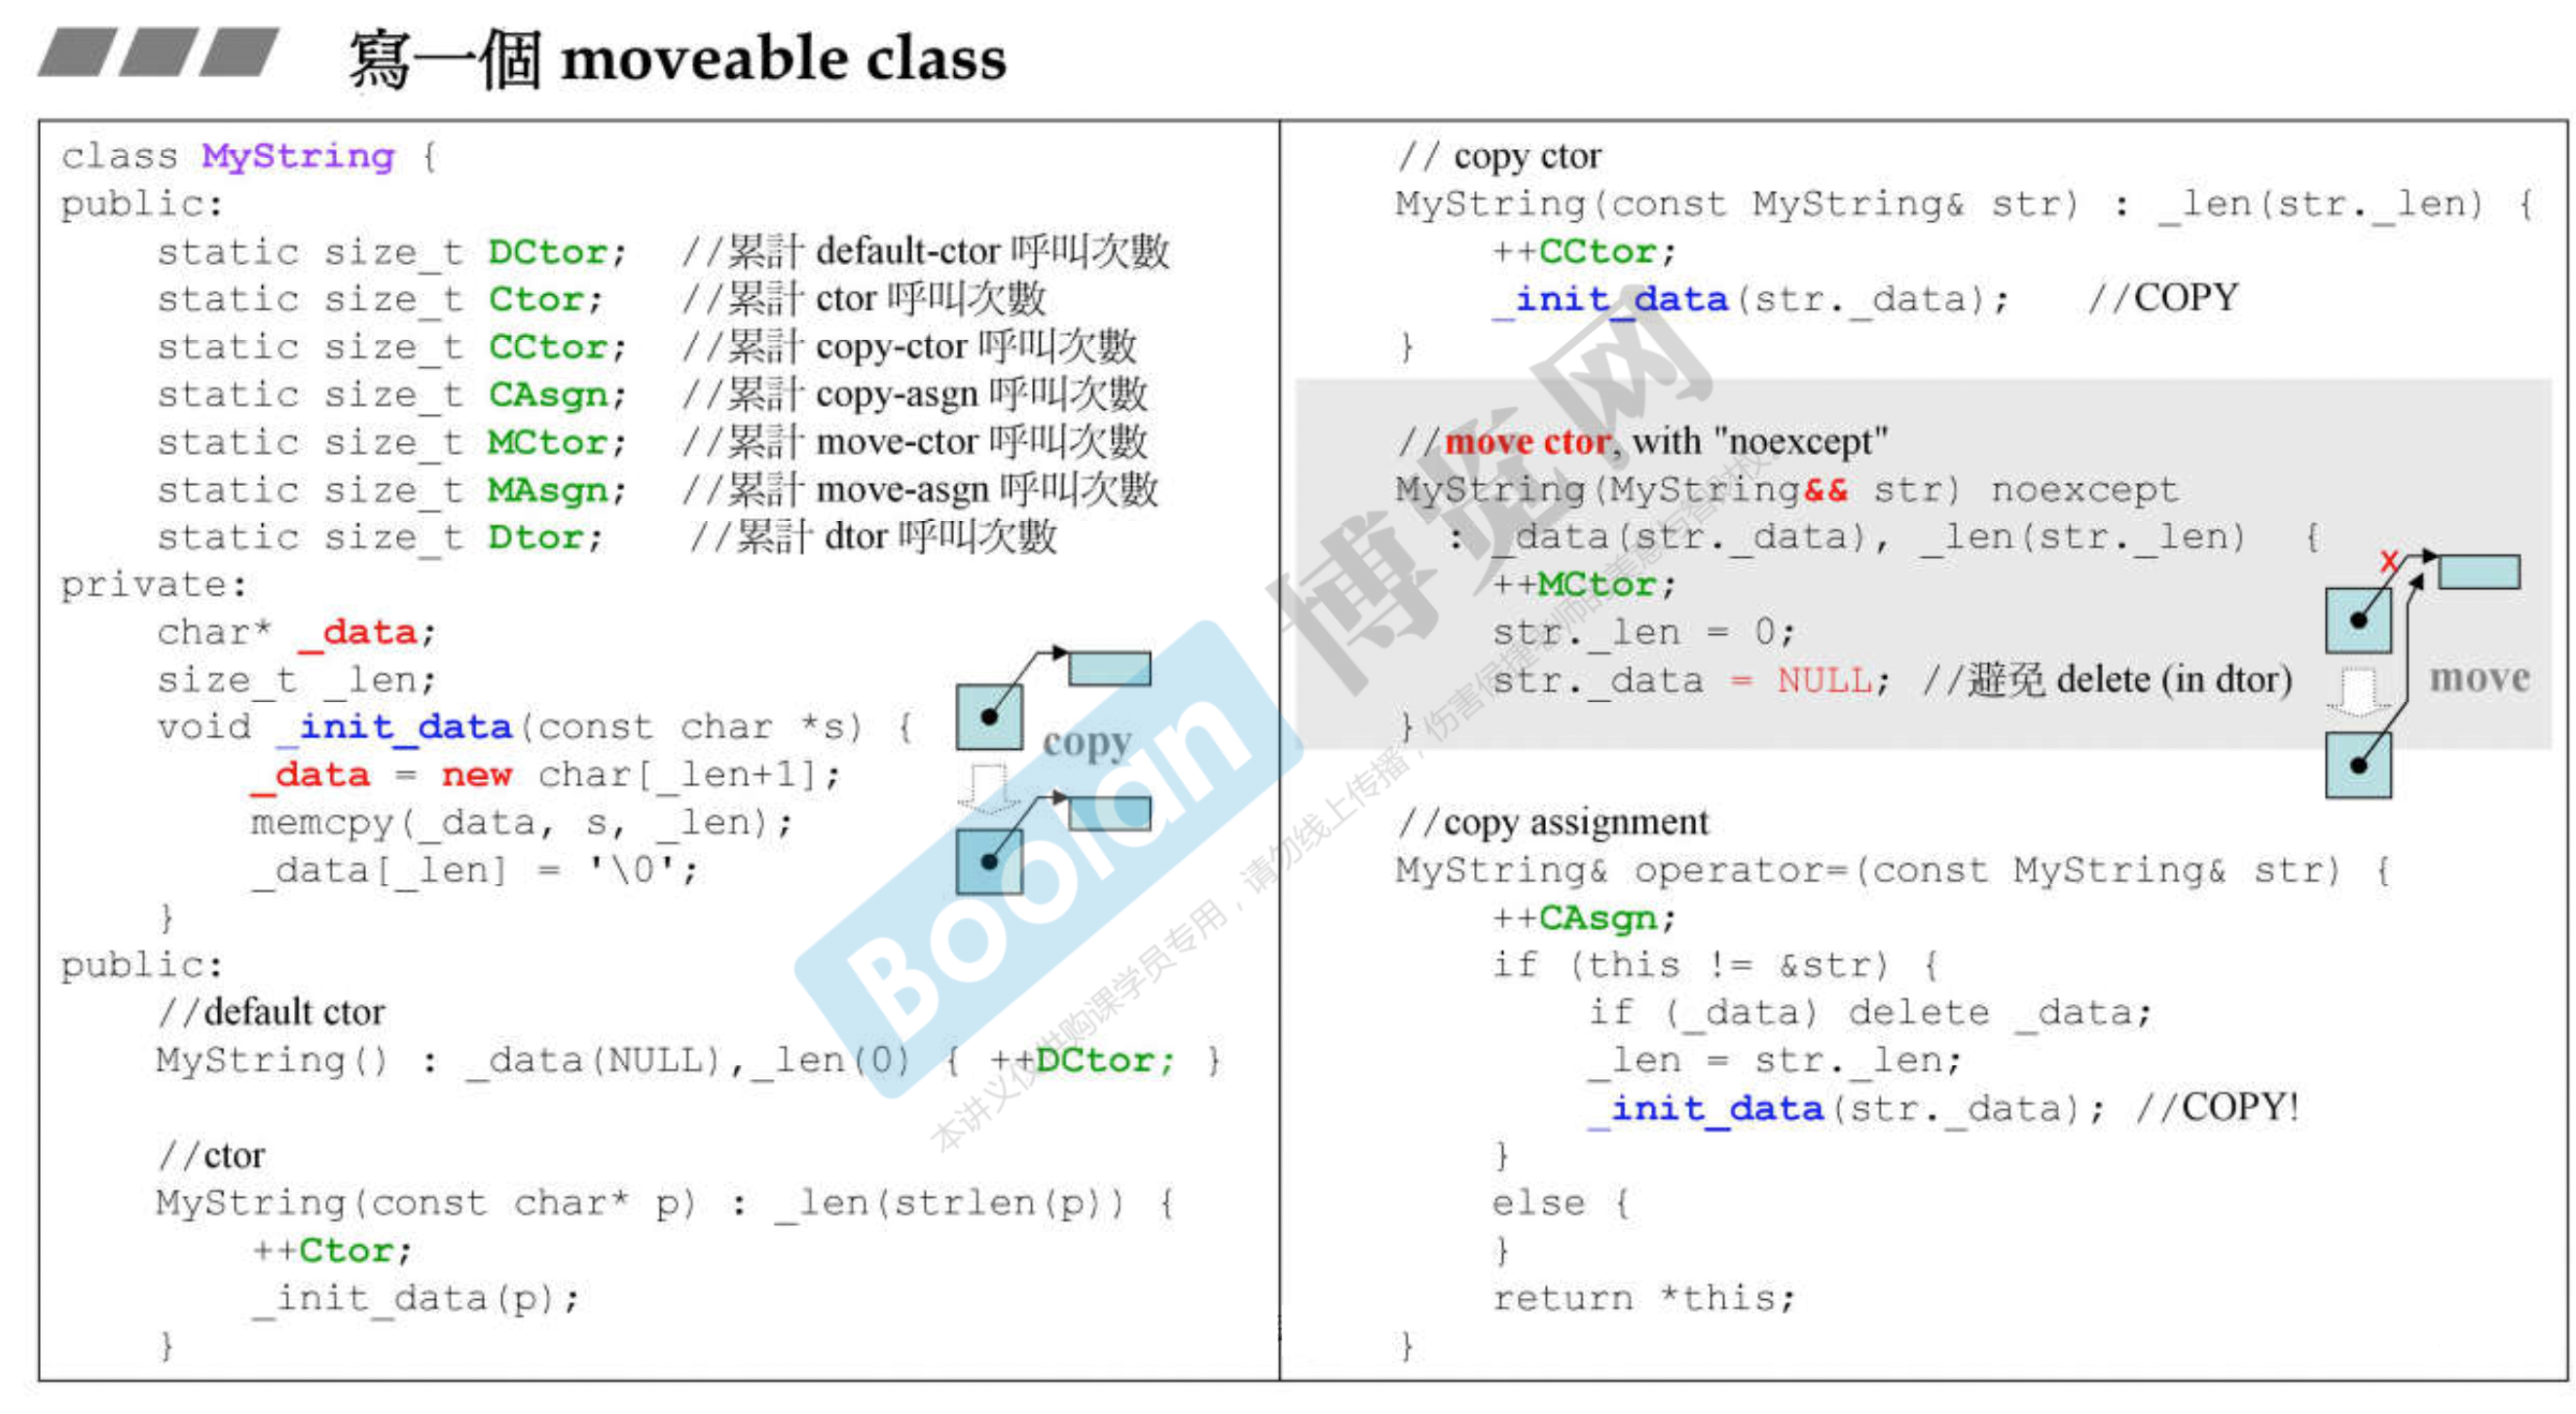 寫一個 moveable class
class MyString {
public:
static size_t DCtor; //累計 default-ctor 呼叫次數
static size_t Ctor; //累計 ctor 呼叫次數
static size_t CCtor; //累計 copy-ctor 呼叫次數
static size_t CAsgn; //累計 copy-asgn 呼叫次數
static size_t MCtor; //累計 move-ctor 呼叫次數
static size_t MAsgn; //累計 move-asgn 呼叫次數
static size_t Dtor; //累計 dtor 呼叫次數
private:
char* _data;
size_t _len;
void _init_data(const char *s) {
_data = new char[_len+1];
memcpy(_data, s, _len);
_data[_len] = '\0';
}
copy
public:
//default ctor
MyString() : _data(NULL),_len(0) { ++DCtor; }
//ctor
MyString(const char* p) : _len(strlen(p)) {
++Ctor;
_init_data(p);
}
// copy ctor
MyString(const MyString& str) : _len(str._len) {
++CCtor;
_init_data(str._data); //COPY
}
//move ctor, with "noexcept"
MyString(MyString&& str) noexcept
: _data(str._data), _len(str._len) {
++MCtor;
str._len = 0;
str._data = NULL; //避免 delete (in dtor)
}
x
move
//copy assignment
MyString& operator=(const MyString& str) {
++CAsgn;
if (this != &str) {
if (_data) delete _data;
_len = str._len;
_init_data(str._data); //COPY!
}
else {
}
return *this;
}
Boolan 博览网
本讲义仅供购课学员专用，请勿线上传播，伤害侯捷老师的美意与智财权